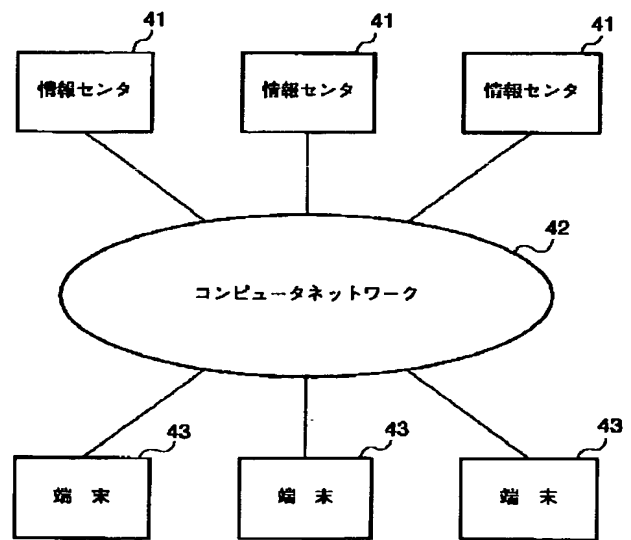 41 41 41
情報センタ 情報センタ 情報センタ
42
コンピュータネットワーク
43 43 43
端 末 端 末 端 末